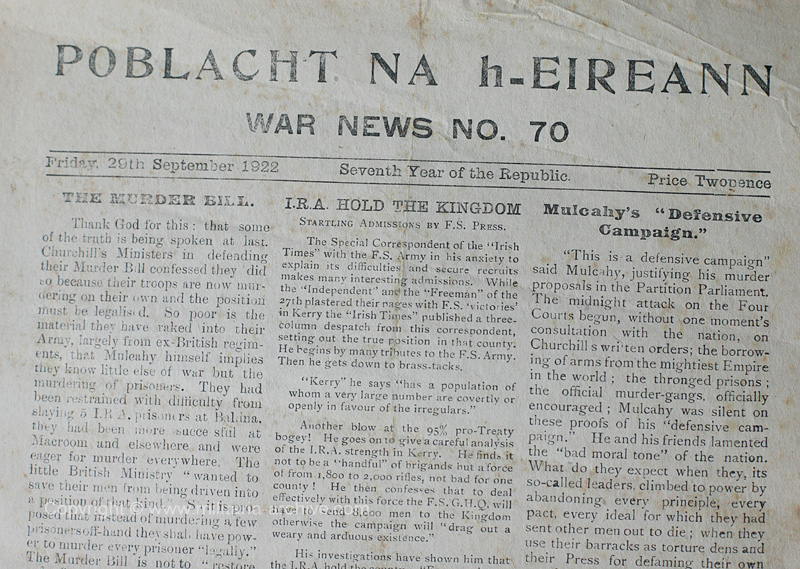 POBLACHT NA h-EIREANN
WAR NEWS NO. 70
Friday, 29th September 1922
Seventh Year of the Republic.
Price Twopence
THE MURDER BILL.
Thank God for this: that some
of the truth is being spoken at last.
Churchill's Ministers in defending
their Murder Bill confessed they did
so because their troops are now mur-
dering on their own and the position
must be legalised. So poor is the
material they have raked into their
Army, largely from ex-British regim-
ents, that Mulcahy himself implies
they know little else of war but the
murdering of prisoners. They had
been restrained with difficulty from
slaying 5 I.R.A. prisoners at Balina,
they had been more succe sful at
Macroom and elsewhere and were
eager for murder everywhere. The
little British Ministry "wanted to
save their men from being driven into
a position of the kind
posed that instead of murdering a few
prisoners off-hand they shall have pow-
er to murder every prisoner "legally."
The Murder Bill is not to "restore
I.R.A. HOLD THE KINGDOM
STARTLING ADMISSIONS BY F.S. PRESS.
The Special Correspondent of the "Irish
Times" with the F.S. Army in his anxiety to
explain its difficulties and secure recruits
makes many interesting admissions. While
the "Independent" and the "Freeman" of the
27th plastered their pages with F.S. 'victories'
in Kerry the "Irish Times" published a three-
column despatch from this correspondent,
setting out the true position in that county.
He begins by many tributes to the F.S. Army.
Then he gets down to brass-tacks.
"Kerry" he says "has a population of
whom a very large number are covertly or
openly in favour of the irregulars."
Another blow at the 95% pro-Treaty
bogey! He goes on to give a careful analysis
of the I.R.A. strength in Kerry. He finds it
not to be a "handful" of brigands but a force
of from 1,800 to 2,000 rifles, not bad for one
county! He then confesses that to deal
effectively with this force the F.S. G.H.Q. will
men to the Kingdom
otherwise the campaign will "drag out a
weary and arduous existence."
His investigations have shown him that
the I.R.A. hold the
Mulcahy's "Defensive
Campaign."
"This is a defensive campaign"
said Mulcahy, justifying his murder
proposals in the Partition Parliament.
The midnight attack on the Four
Courts begun, without one moment's
consultation with the nation, on
Churchill s written orders; the borrow-
ing of arms from the mightiest Empire
in the world; the thronged prisons;
the official murder-gangs, officially
encouraged; Mulcahy was silent on
these proofs of his "defensive cam-
paign." He and his friends lamented
the "bad moral tone" of the nation.
What do they expect when they, its
so-called leaders, climbed to power by
abandoning every principle, every
pact, every ideal for which they had
sent other men out to die; when they
use their barracks as torture dens and
their Press for defaming their own